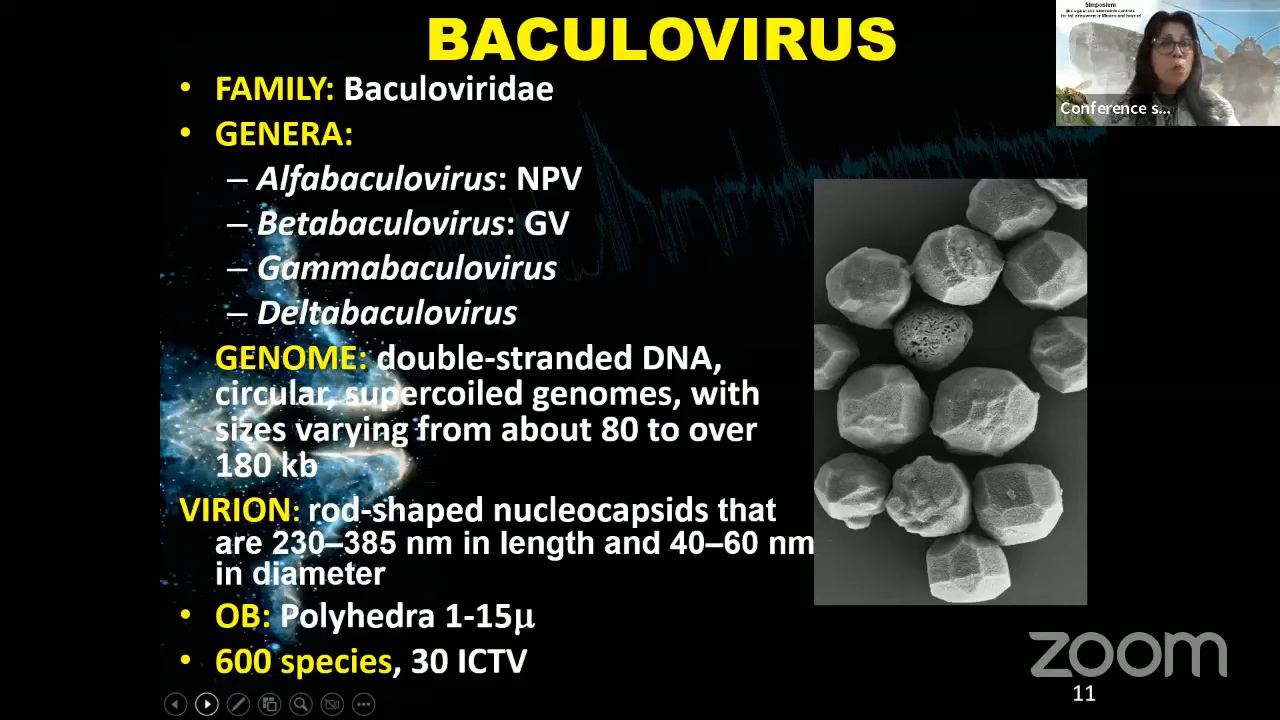 BACULOVIRUS
• FAMILY: Baculoviridae
• GENERA:
– Alfabaculovirus: NPV
– Betabaculovirus: GV
– Gammabaculovirus
– Deltabaculovirus
GENOME: double-stranded DNA,
circular, supercoiled genomes, with
sizes varying from about 80 to over
180 kb
VIRION: rod-shaped nucleocapsids that
are 230–385 nm in length and 40–60 nm
in diameter
• OB: Polyhedra 1-15μ
• 600 species, 30 ICTV
Symposium
Conference s...
zoom
11